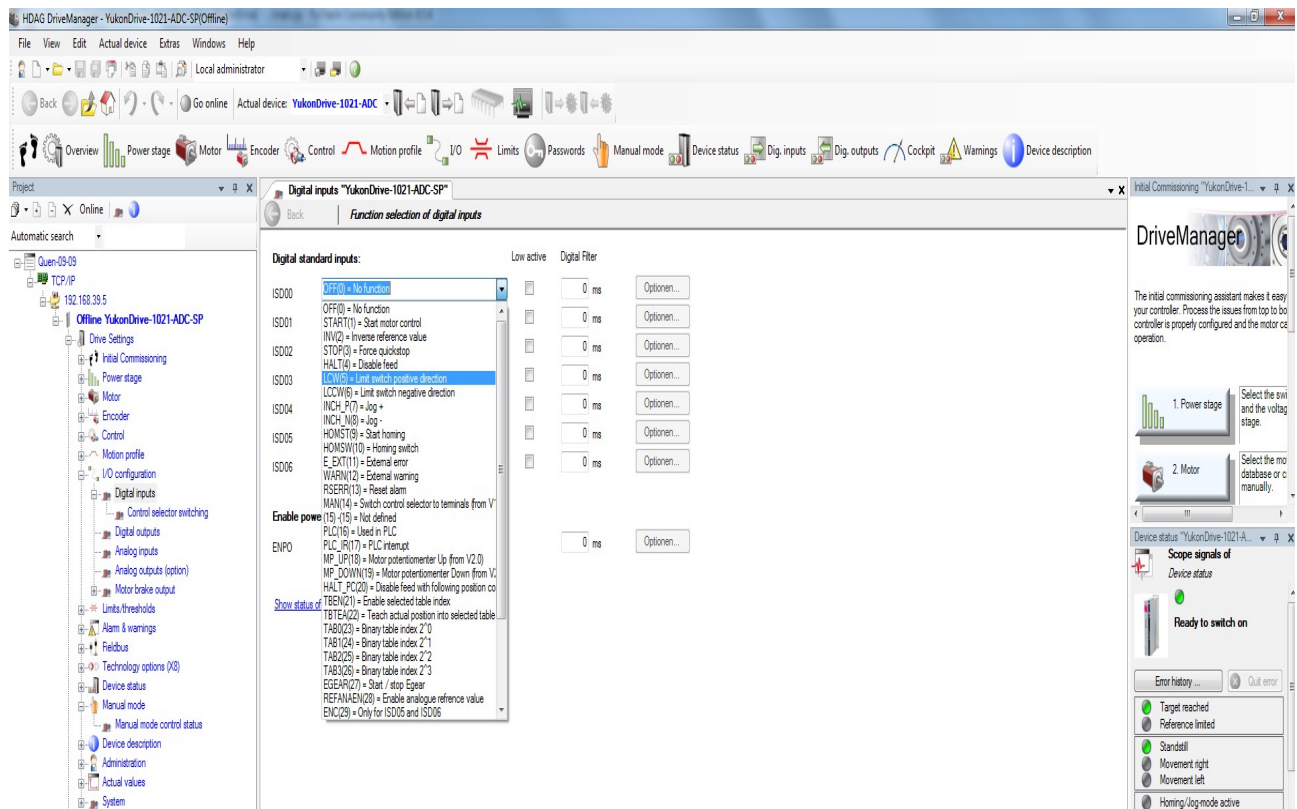 HDAG DriveManager - YukonDrive-1021-ADC-SP(Offline)
File View Edit Actual device Extras Windows Help
Local administrator
Back Go online Actual device: YukonDrive-1021-ADC
Overview Power stage Motor Encoder Control Motion profile I/O Limits Passwords Manual mode Device status Dig. inputs Dig. outputs Cockpit Warnings Device description
Project
Online
Automatic search
Quen-09-09
TCP/IP
192.168.39.5
Offline YukonDrive-1021-ADC-SP
Drive Settings
Initial Commissioning
Power stage
Motor
Encoder
Control
Motion profile
I/O configuration
Digital inputs
Control selector switching
Digital outputs
Analog inputs
Analog outputs (option)
Motor brake output
Limits/thresholds
Alarm & warnings
Fieldbus
Technology options (X8)
Device status
Manual mode
Manual mode control status
Device description
Administration
Actual values
System
Digital inputs "YukonDrive-1021-ADC-SP"
Back Function selection of digital inputs
Digital standard inputs: Low active Digital Filter
ISD00 OFF(0) = No function 0 ms Optionen...
ISD01 0 ms Optionen...
ISD02 0 ms Optionen...
ISD03 0 ms Optionen...
ISD04 0 ms Optionen...
ISD05 0 ms Optionen...
ISD06 0 ms Optionen...
Enable powe
ENPO 0 ms Optionen...
Show status of
OFF(0) = No function
START(1) = Start motor control
INV(2) = Inverse reference value
STOP(3) = Force quickstop
HALT(4) = Disable feed
LCW(5) = Limit switch positive direction
LCCW(6) = Limit switch negative direction
INCH_P(7) = Jog +
INCH_N(8) = Jog -
HOMST(9) = Start homing
HOMSW(10) = Homing switch
E_EXT(11) = External error
WARN(12) = External warning
RSERR(13) = Reset alarm
MAN(14) = Switch control selector to terminals (from V
(15) -(15) = Not defined
PLC(16) = Used in PLC
PLC_IR(17) = PLC interrupt
MP_UP(18) = Motor potentiomenter Up (from V2.0)
MP_DOWN(19) = Motor potentiomenter Down (from V
HALT_PC(20) = Disable feed with following position co
TBEN(21) = Enable selected table index
TBTEA(22) = Teach actual position into selected table
TAB0(23) = Binary table index 2^0
TAB1(24) = Binary table index 2^1
TAB2(25) = Binary table index 2^2
TAB3(26) = Binary table index 2^3
EGEAR(27) = Start / stop Egear
REFANAEN(28) = Enable analogue refrence value
ENC(29) = Only for ISD05 and ISD06
Initial Commissioning "YukonDrive-1...
DriveManager
The initial commissioning assistant makes it easy
your controller. Process the issues from top to bo
controller is properly configured and the motor ca
operation.
1. Power stage
Select the swi
and the voltag
stage.
2. Motor
Select the mo
database or c
manually.
Device status "YukonDrive-1021-A...
Scope signals of
Device status
Ready to switch on
Error history ... Quit error
Target reached
Reference limited
Standstill
Movement right
Movement left
Homing/Jog-mode active